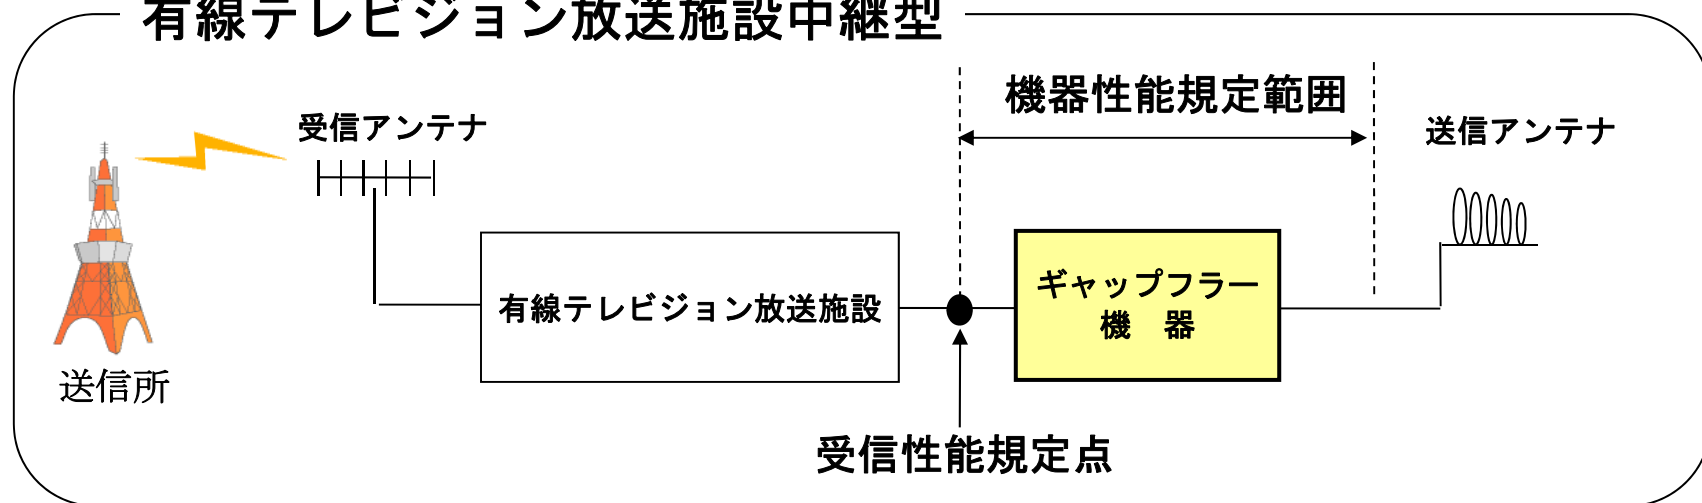 有線テレビジョン放送施設中継型
機器性能規定範囲
受信アンテナ
送信アンテナ
有線テレビジョン放送施設
ギャップフラー
機　器
送信所
受信性能規定点